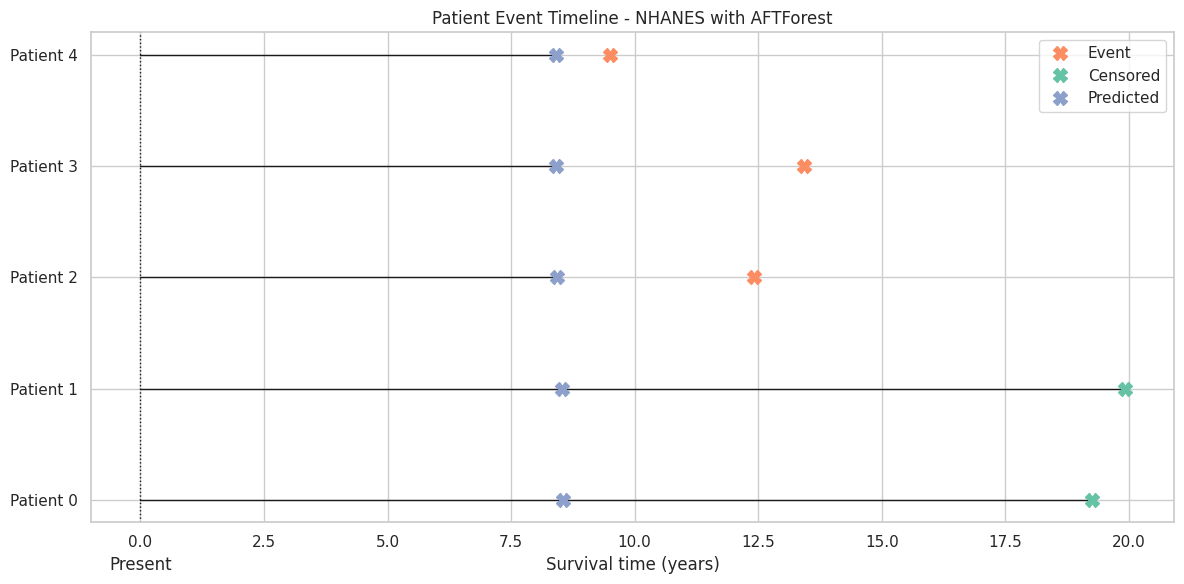 Patient Event Timeline - NHANES with AFTForest
Patient 4
Patient 3
Patient 2
Patient 1
Patient 0
Event
Censored
Predicted
0.0
2.5
5.0
7.5
10.0
12.5
15.0
17.5
20.0
Present
Survival time (years)